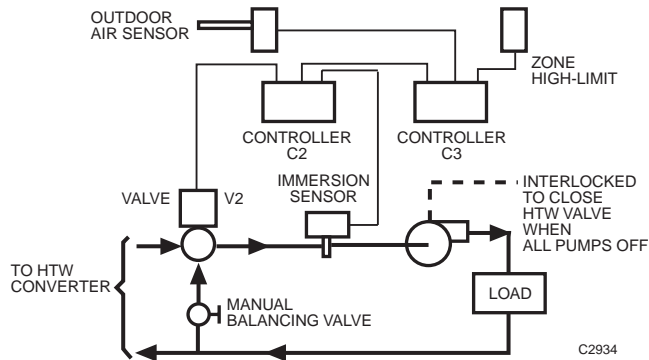 OUTDOOR
AIR SENSOR
ZONE
HIGH-LIMIT
CONTROLLER
C2
CONTROLLER
C3
IMMERSION
SENSOR
INTERLOCKED
TO CLOSE
HTW VALVE
WHEN
ALL PUMPS OFF
VALVE V2
TO HTW
CONVERTER
LOAD
MANUAL
BALANCING VALVE
C2934